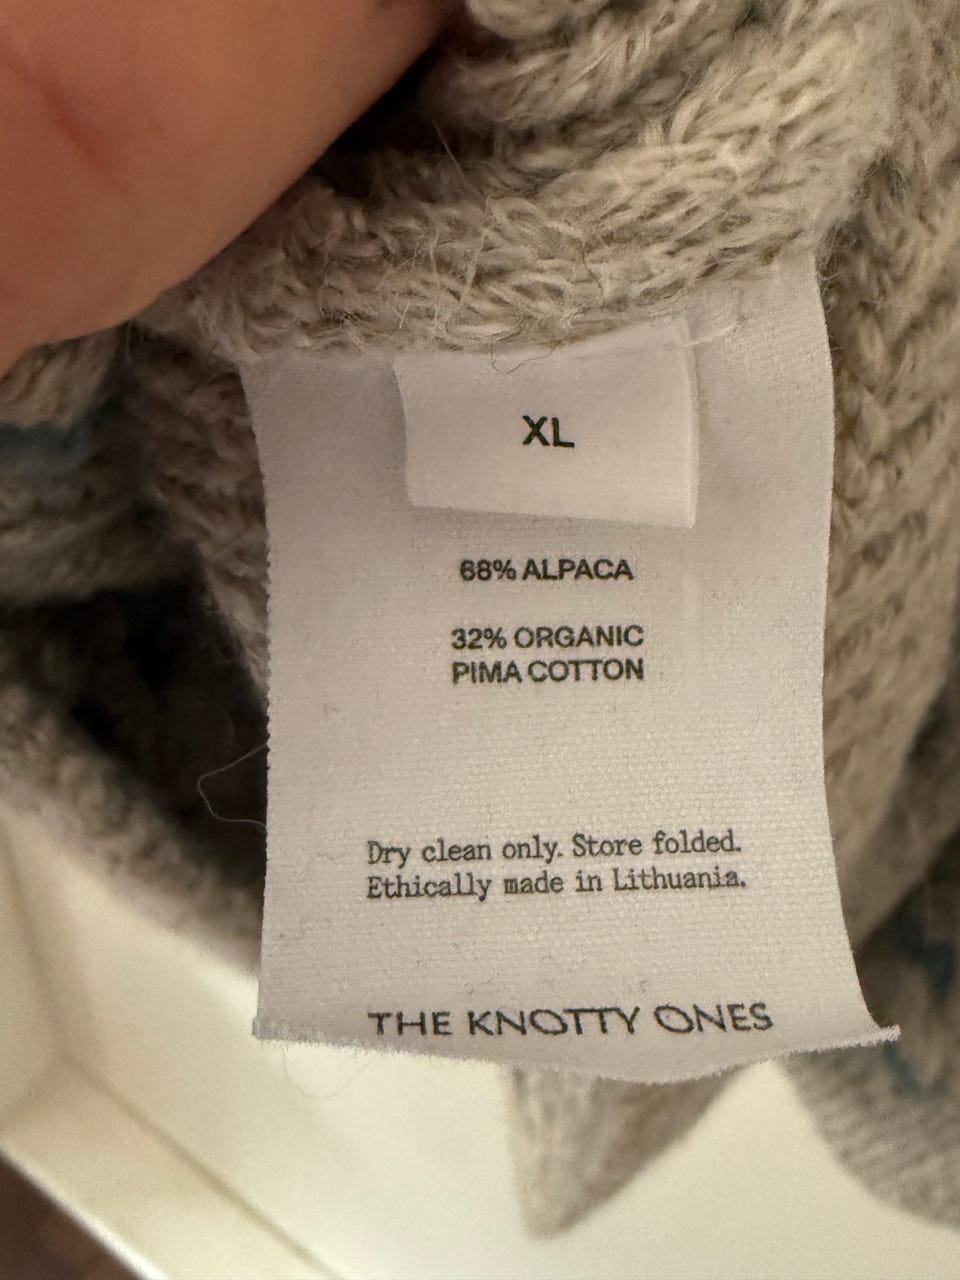 XL
68% ALPACA
32% ORGANIC
PIMA COTTON
Dry clean only. Store folded.
Ethically made in Lithuania.
THE KNOTTY ONES